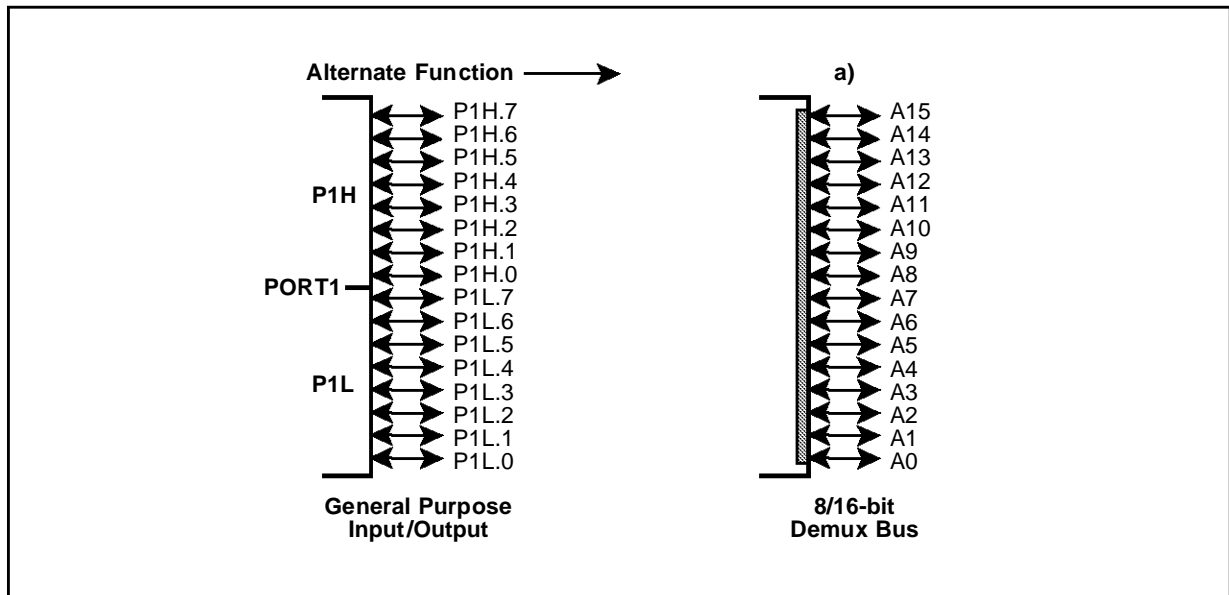 Alternate Function
a)
P1H
PORT1
P1L
P1H.7
P1H.6
P1H.5
P1H.4
P1H.3
P1H.2
P1H.1
P1H.0
P1L.7
P1L.6
P1L.5
P1L.4
P1L.3
P1L.2
P1L.1
P1L.0
General Purpose
Input/Output
A15
A14
A13
A12
A11
A10
A9
A8
A7
A6
A5
A4
A3
A2
A1
A0
8/16-bit
Demux Bus